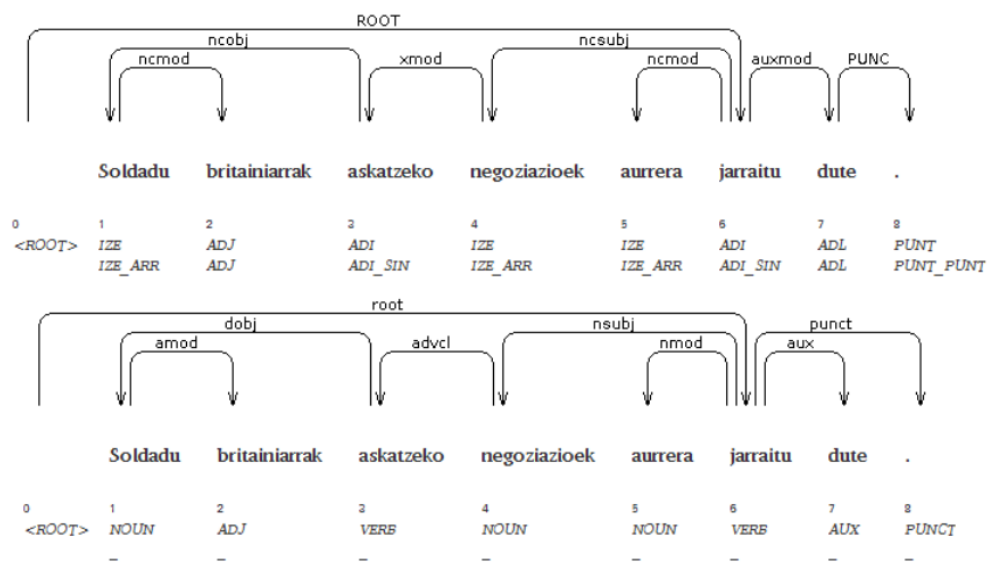 ROOT
ncobj ncsubj
ncmod xmod ncmod auxmod PUNC
Soldadu britainiarrak askatzeko negoziazioek aurrera jarraitu dute .
0 1 2 3 4 5 6 7 8
<ROOT> IZE ADJ ADI IZE IZE ADI ADL PUNT
IZE_ARR ADJ ADI_SIN IZE_ARR IZE_ARR ADI_SIN ADL PUNT_PUNT
root
dobj nsubj punct
amod advcl nmod aux
Soldadu britainiarrak askatzeko negoziazioek aurrera jarraitu dute .
0 1 2 3 4 5 6 7 8
<ROOT> NOUN ADJ VERB NOUN NOUN VERB AUX PUNCT
_ _ _ _ _ _ _ _